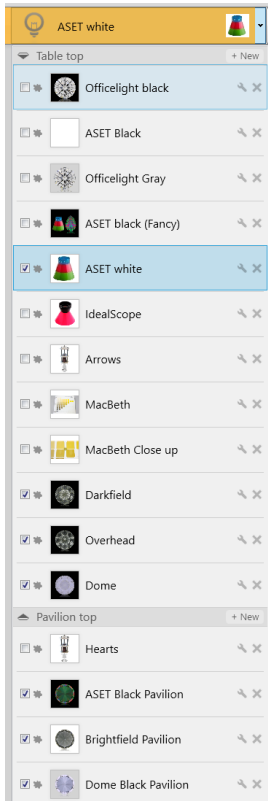 ASET white
Table top + New
Officelight black
ASET Black
Officelight Gray
ASET black (Fancy)
ASET white
IdealScope
Arrows
MacBeth
MacBeth Close up
Darkfield
Overhead
Dome
Pavilion top + New
Hearts
ASET Black Pavilion
Brightfield Pavilion
Dome Black Pavilion